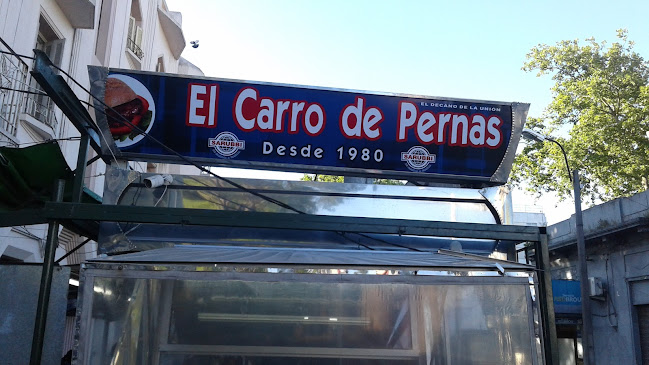 EL DECANO DE LA UNION
El Carro de Pernas
SARUBBI
Desde 1980
SARUBBI